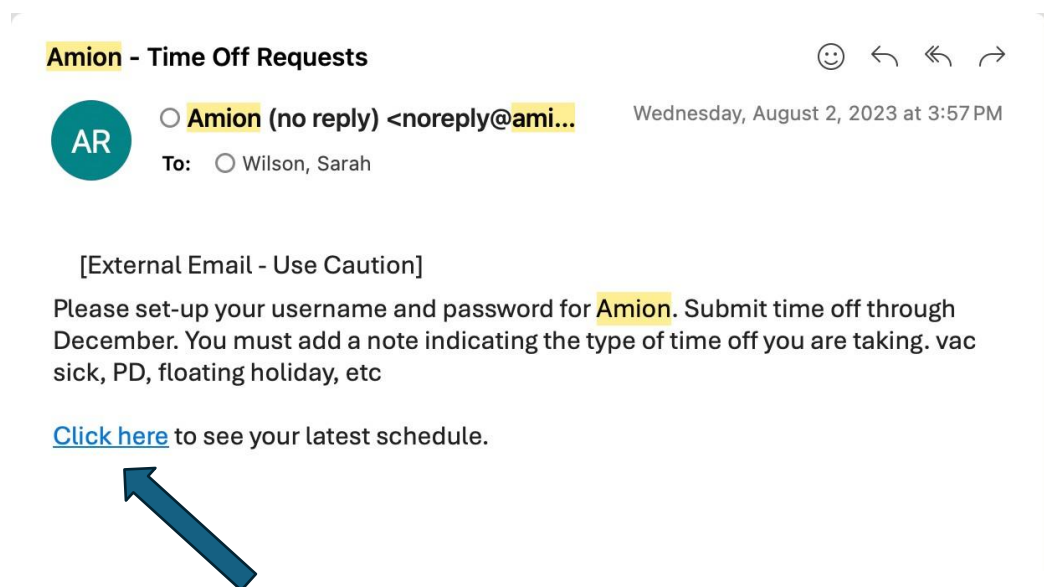 Amion - Time Off Requests
AR
Amion (no reply) <noreply@ami...
Wednesday, August 2, 2023 at 3:57 PM
To: Wilson, Sarah
[External Email - Use Caution]
Please set-up your username and password for Amion. Submit time off through
December. You must add a note indicating the type of time off you are taking. vac
sick, PD, floating holiday, etc
Click here to see your latest schedule.